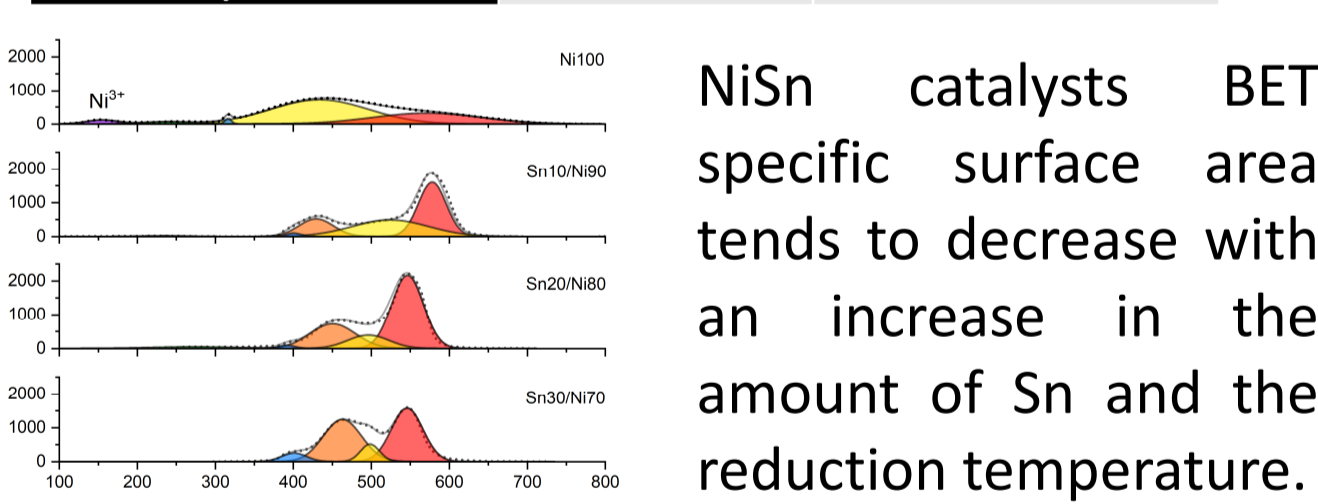 2000
1000
0
Ni³⁺
Ni100
2000
1000
0
Sn10/Ni90
2000
1000
0
Sn20/Ni80
2000
1000
0
Sn30/Ni70
100 200 300 400 500 600 700 800
NiSn catalysts BET
specific surface area
tends to decrease with
an increase in the
amount of Sn and the
reduction temperature.